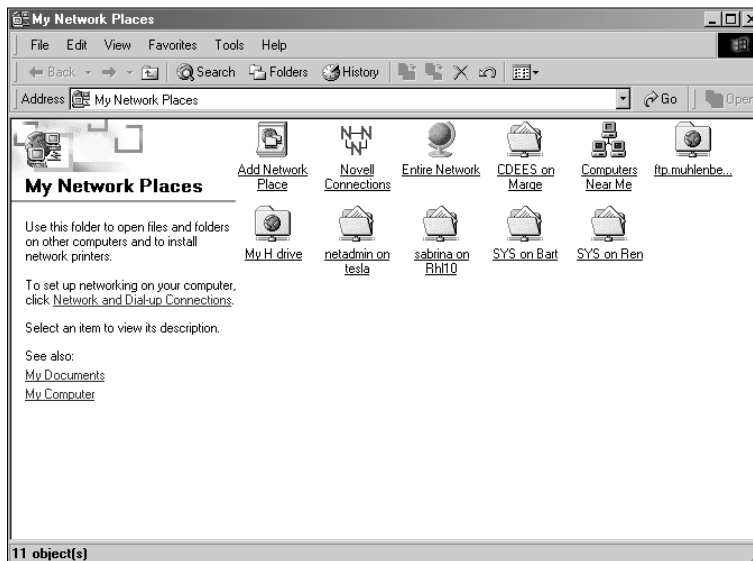 My Network Places
File Edit View Favorites Tools Help
Back Search Folders History
Address My Network Places Go Open
My Network Places
Use this folder to open files and folders
on other computers and to install
network printers.
To set up networking on your computer,
click Network and Dial-up Connections.
Select an item to view its description.
See also:
My Documents
My Computer
Add Network
Place
Novell
Connections
Entire Network
CDEES on
Marge
Computers
Near Me
ftp.muhlenbe...
My H drive
netadmin on
tesla
sabrina on
Rhl10
SYS on Bart
SYS on Ren
11 object(s)